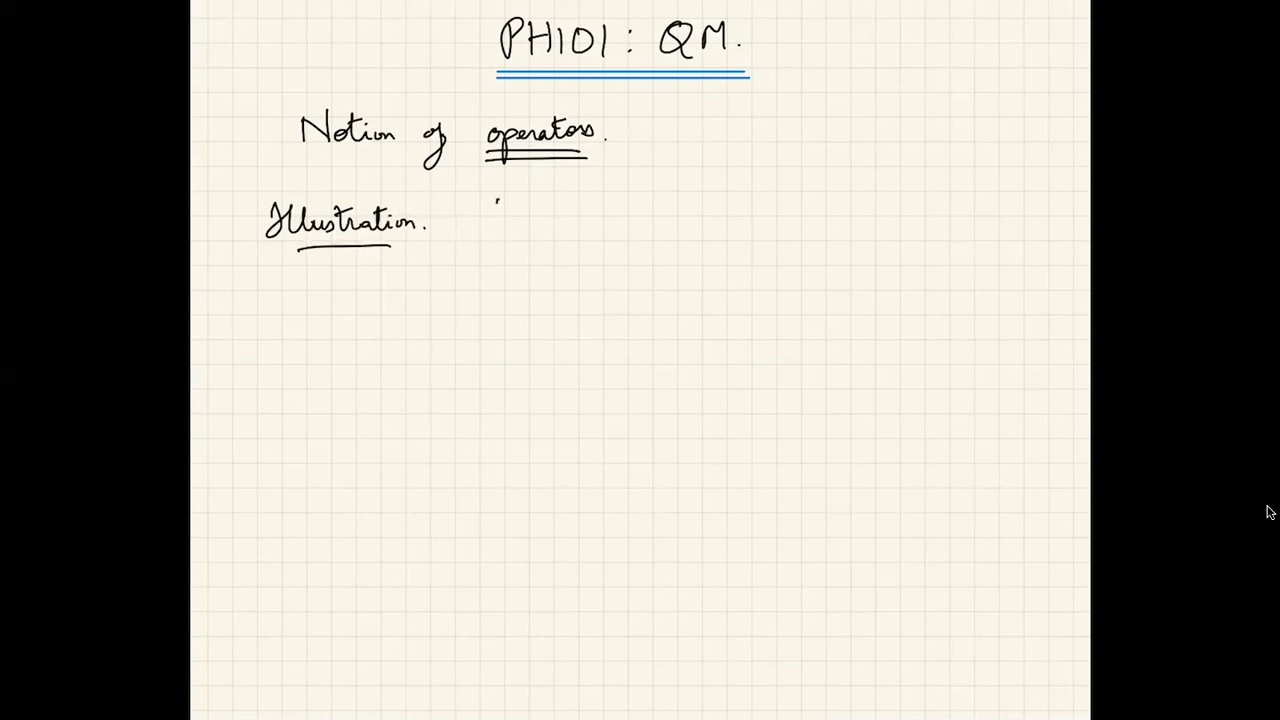 PH101 : QM.
Notion of operators.
Illustration.